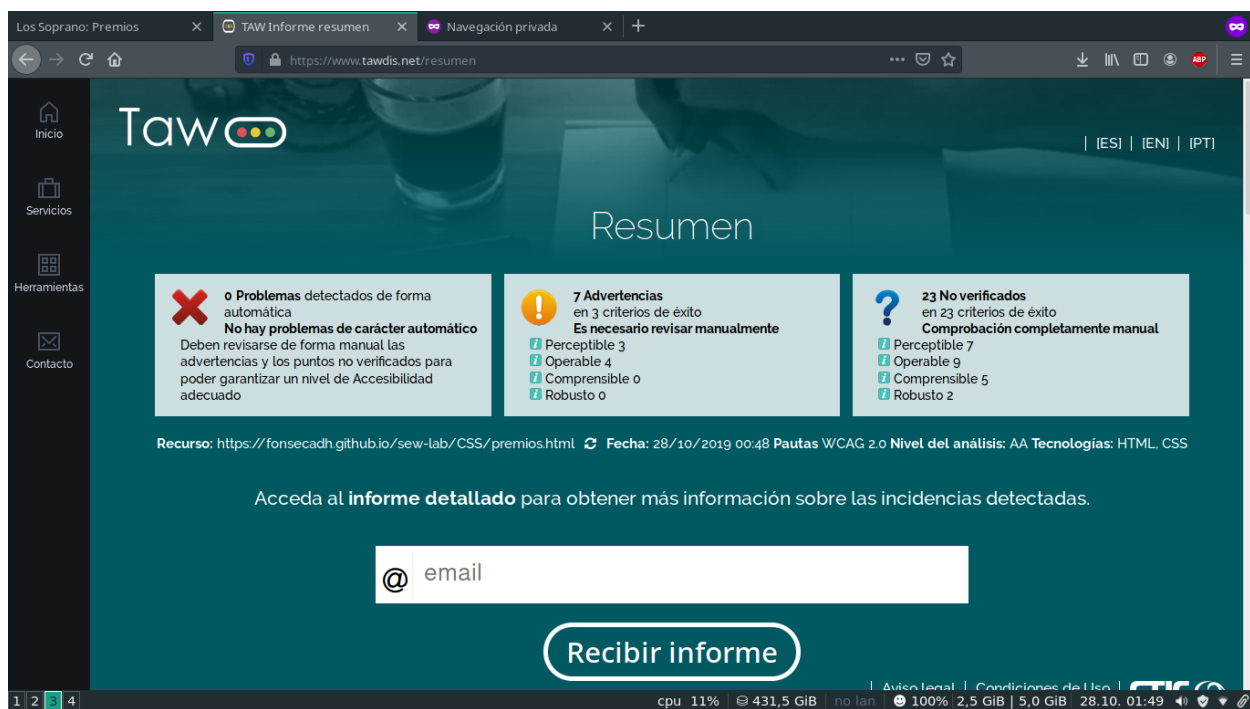 Los Soprano: Premios
TAW Informe resumen
Navegación privada
https://www.tawdis.net/resumen
ABP
Inicio
Servicios
Herramientas
Contacto
Taw
| [ES] | [EN] | [PT]
Resumen
0 Problemas detectados de forma
automática
No hay problemas de carácter automático
Deben revisarse de forma manual las
advertencias y los puntos no verificados para
poder garantizar un nivel de Accesibilidad
adecuado
7 Advertencias
en 3 criterios de éxito
Es necesario revisar manualmente
Perceptible 3
Operable 4
Comprensible 0
Robusto 0
23 No verificados
en 23 criterios de éxito
Comprobación completamente manual
Perceptible 7
Operable 9
Comprensible 5
Robusto 2
Recurso: https://fonsecadh.github.io/sew-lab/CSS/premios.html Fecha: 28/10/2019 00:48 Pautas WCAG 2.0 Nivel del análisis: AA Tecnologías: HTML, CSS
Acceda al informe detallado para obtener más información sobre las incidencias detectadas.
@ email
Recibir informe
| Aviso legal | Condiciones de Uso | CTIC
1 2 3 4
cpu 11% 431,5 GiB no lan 100% 2,5 GiB | 5,0 GiB 28.10. 01:49